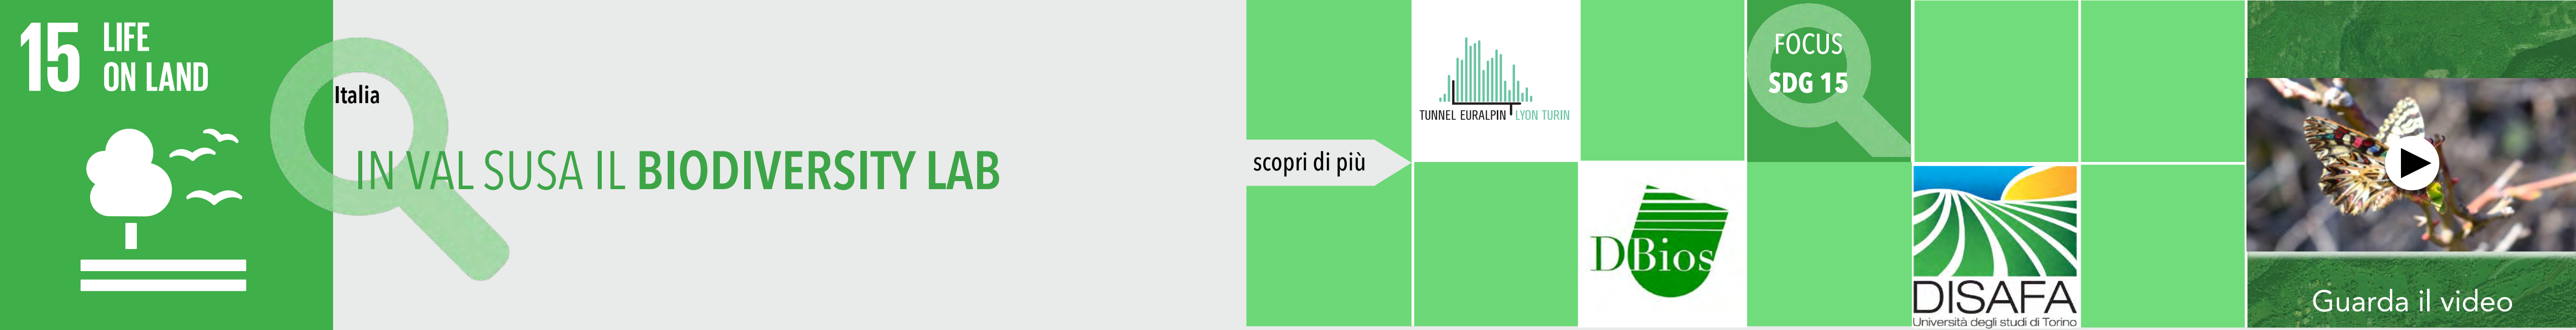 15 LIFE
ON LAND
Italia
IN VAL SUSA IL BIODIVERSITY LAB
scopri di più
TUNNEL EURALPIN LYON TURIN
FOCUS
SDG 15
DBios
DISAFA
Università degli studi di Torino
Guarda il video